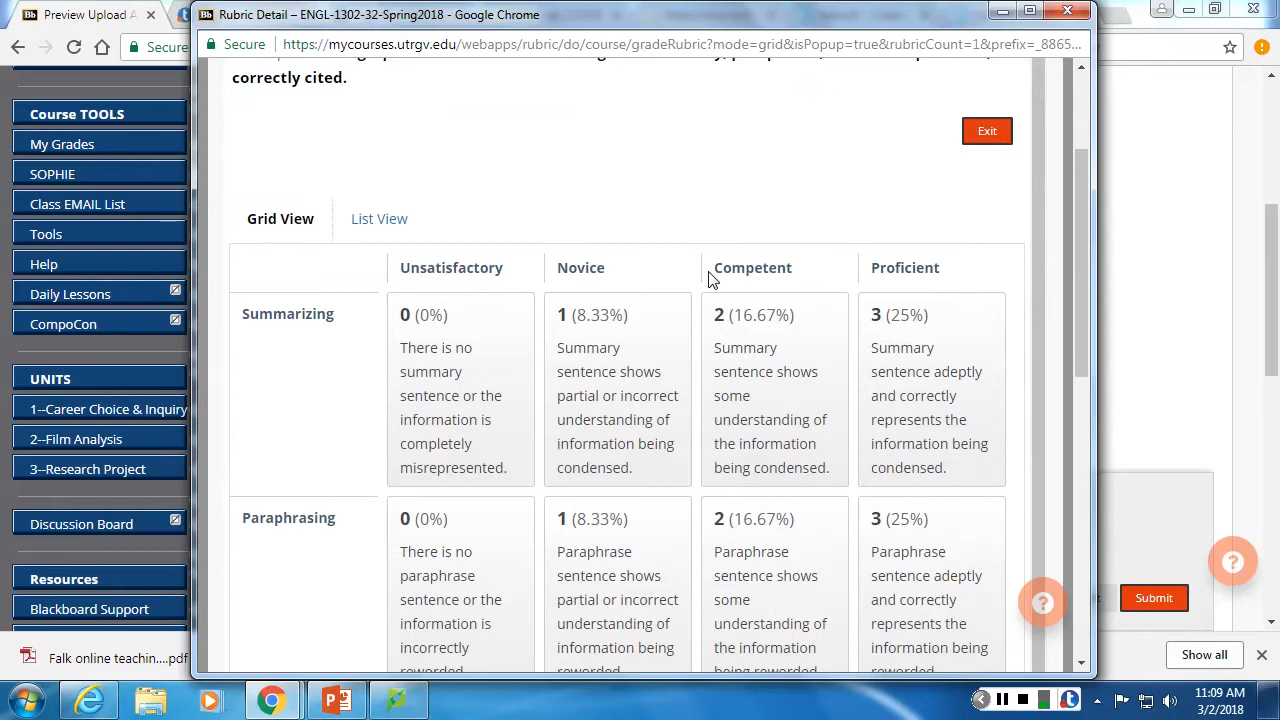 Preview Upload A
Rubric Detail – ENGL-1302-32-Spring2018 - Google Chrome
Secure
Secure https://mycourses.utrgv.edu/webapps/rubric/do/course/gradeRubric?mode=grid&isPopup=true&rubricCount=1&prefix=_8865...
correctly cited.
Exit
Course TOOLS
My Grades
SOPHIE
Class EMAIL List
Tools
Help
Daily Lessons
CompoCon
UNITS
1--Career Choice & Inquiry
2--Film Analysis
3--Research Project
Discussion Board
Resources
Blackboard Support
Grid View List View
Unsatisfactory Novice Competent Proficient
Summarizing
0 (0%)
There is no
summary
sentence or the
information is
completely
misrepresented.
1 (8.33%)
Summary
sentence shows
partial or incorrect
understanding of
information being
condensed.
2 (16.67%)
Summary
sentence shows
some
understanding of
the information
being condensed.
3 (25%)
Summary
sentence adeptly
and correctly
represents the
information being
condensed.
Paraphrasing
0 (0%)
There is no
paraphrase
sentence or the
information is
incorrectly
reworded
1 (8.33%)
Paraphrase
sentence shows
partial or incorrect
understanding of
information being
reworded
2 (16.67%)
Paraphrase
sentence shows
some
understanding of
the information
being reworded
3 (25%)
Paraphrase
sentence adeptly
and correctly
represents the
information being
reworded
Submit
Falk online teachin....pdf
Show all
11:09 AM
3/2/2018